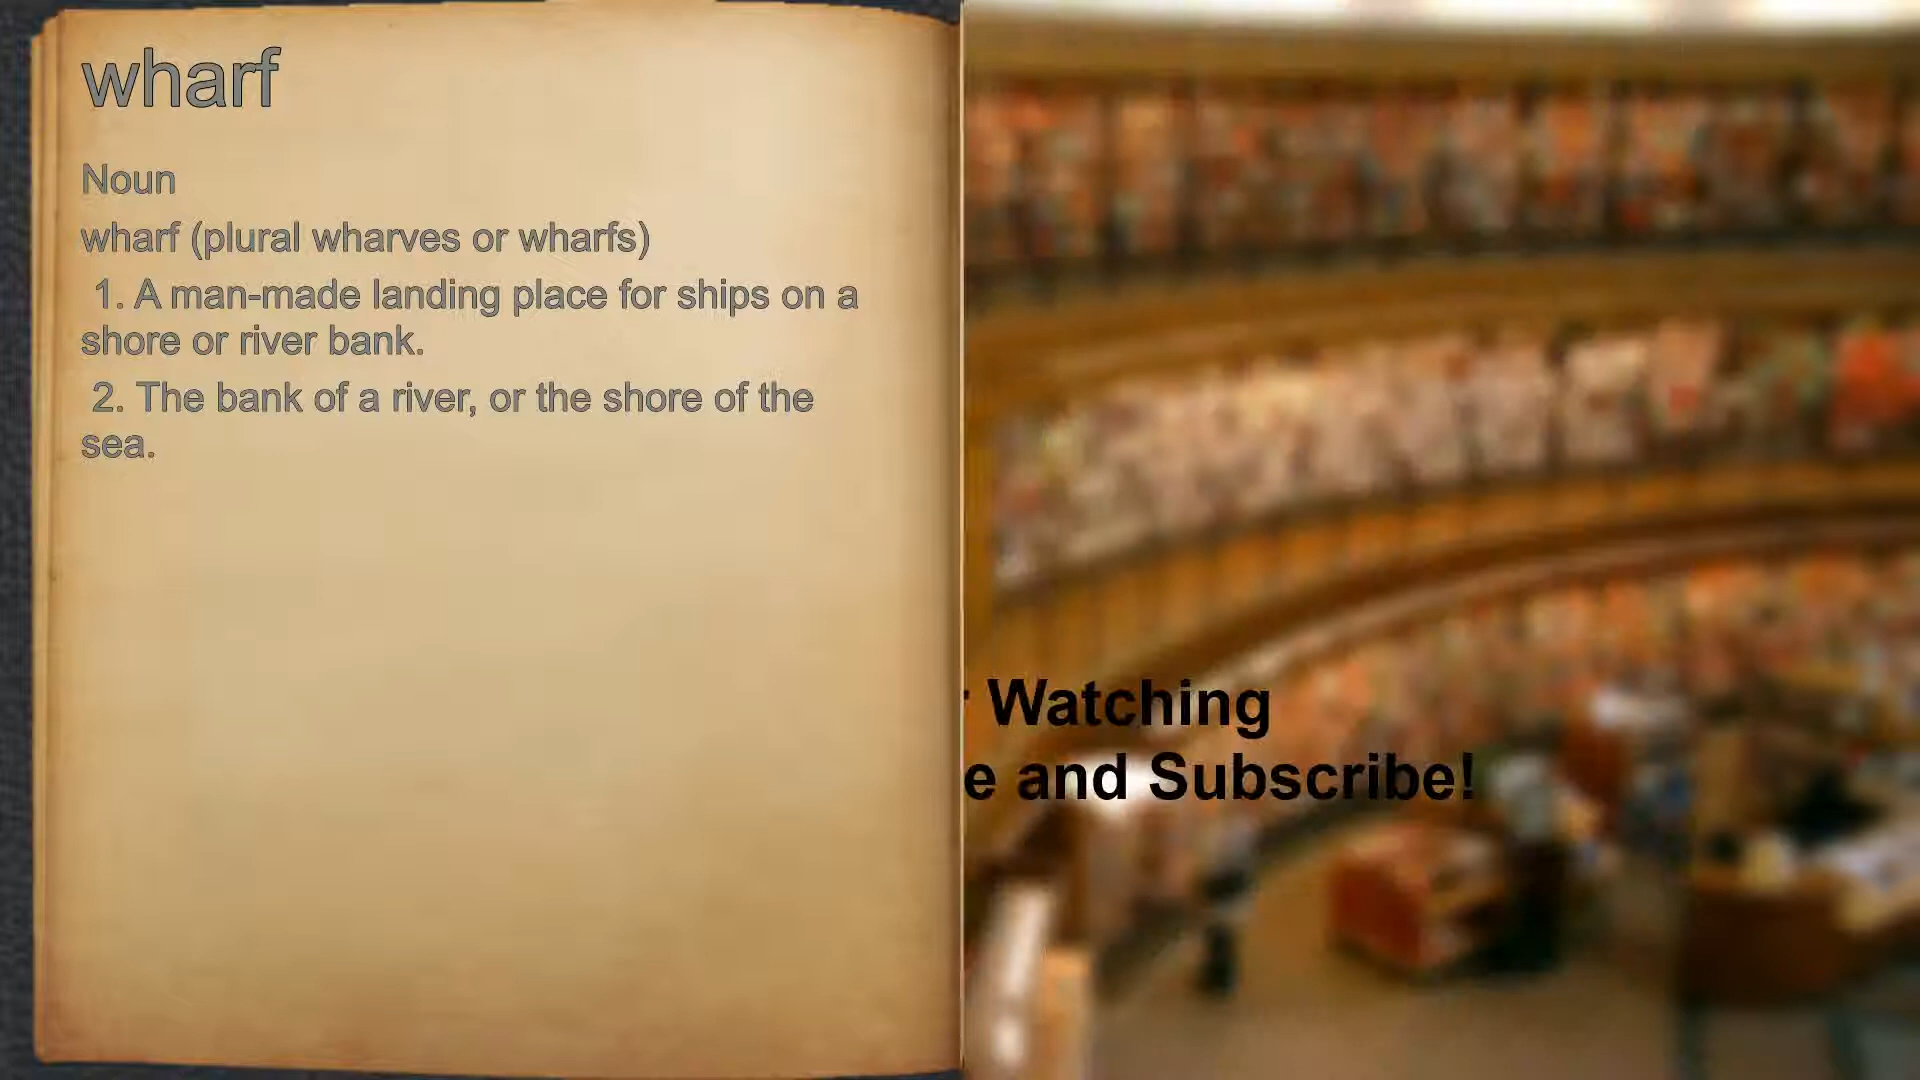 wharf
Noun
wharf (plural wharves or wharfs)
1. A man-made landing place for ships on a
shore or river bank.
2. The bank of a river, or the shore of the
sea.
Watching
e and Subscribe!